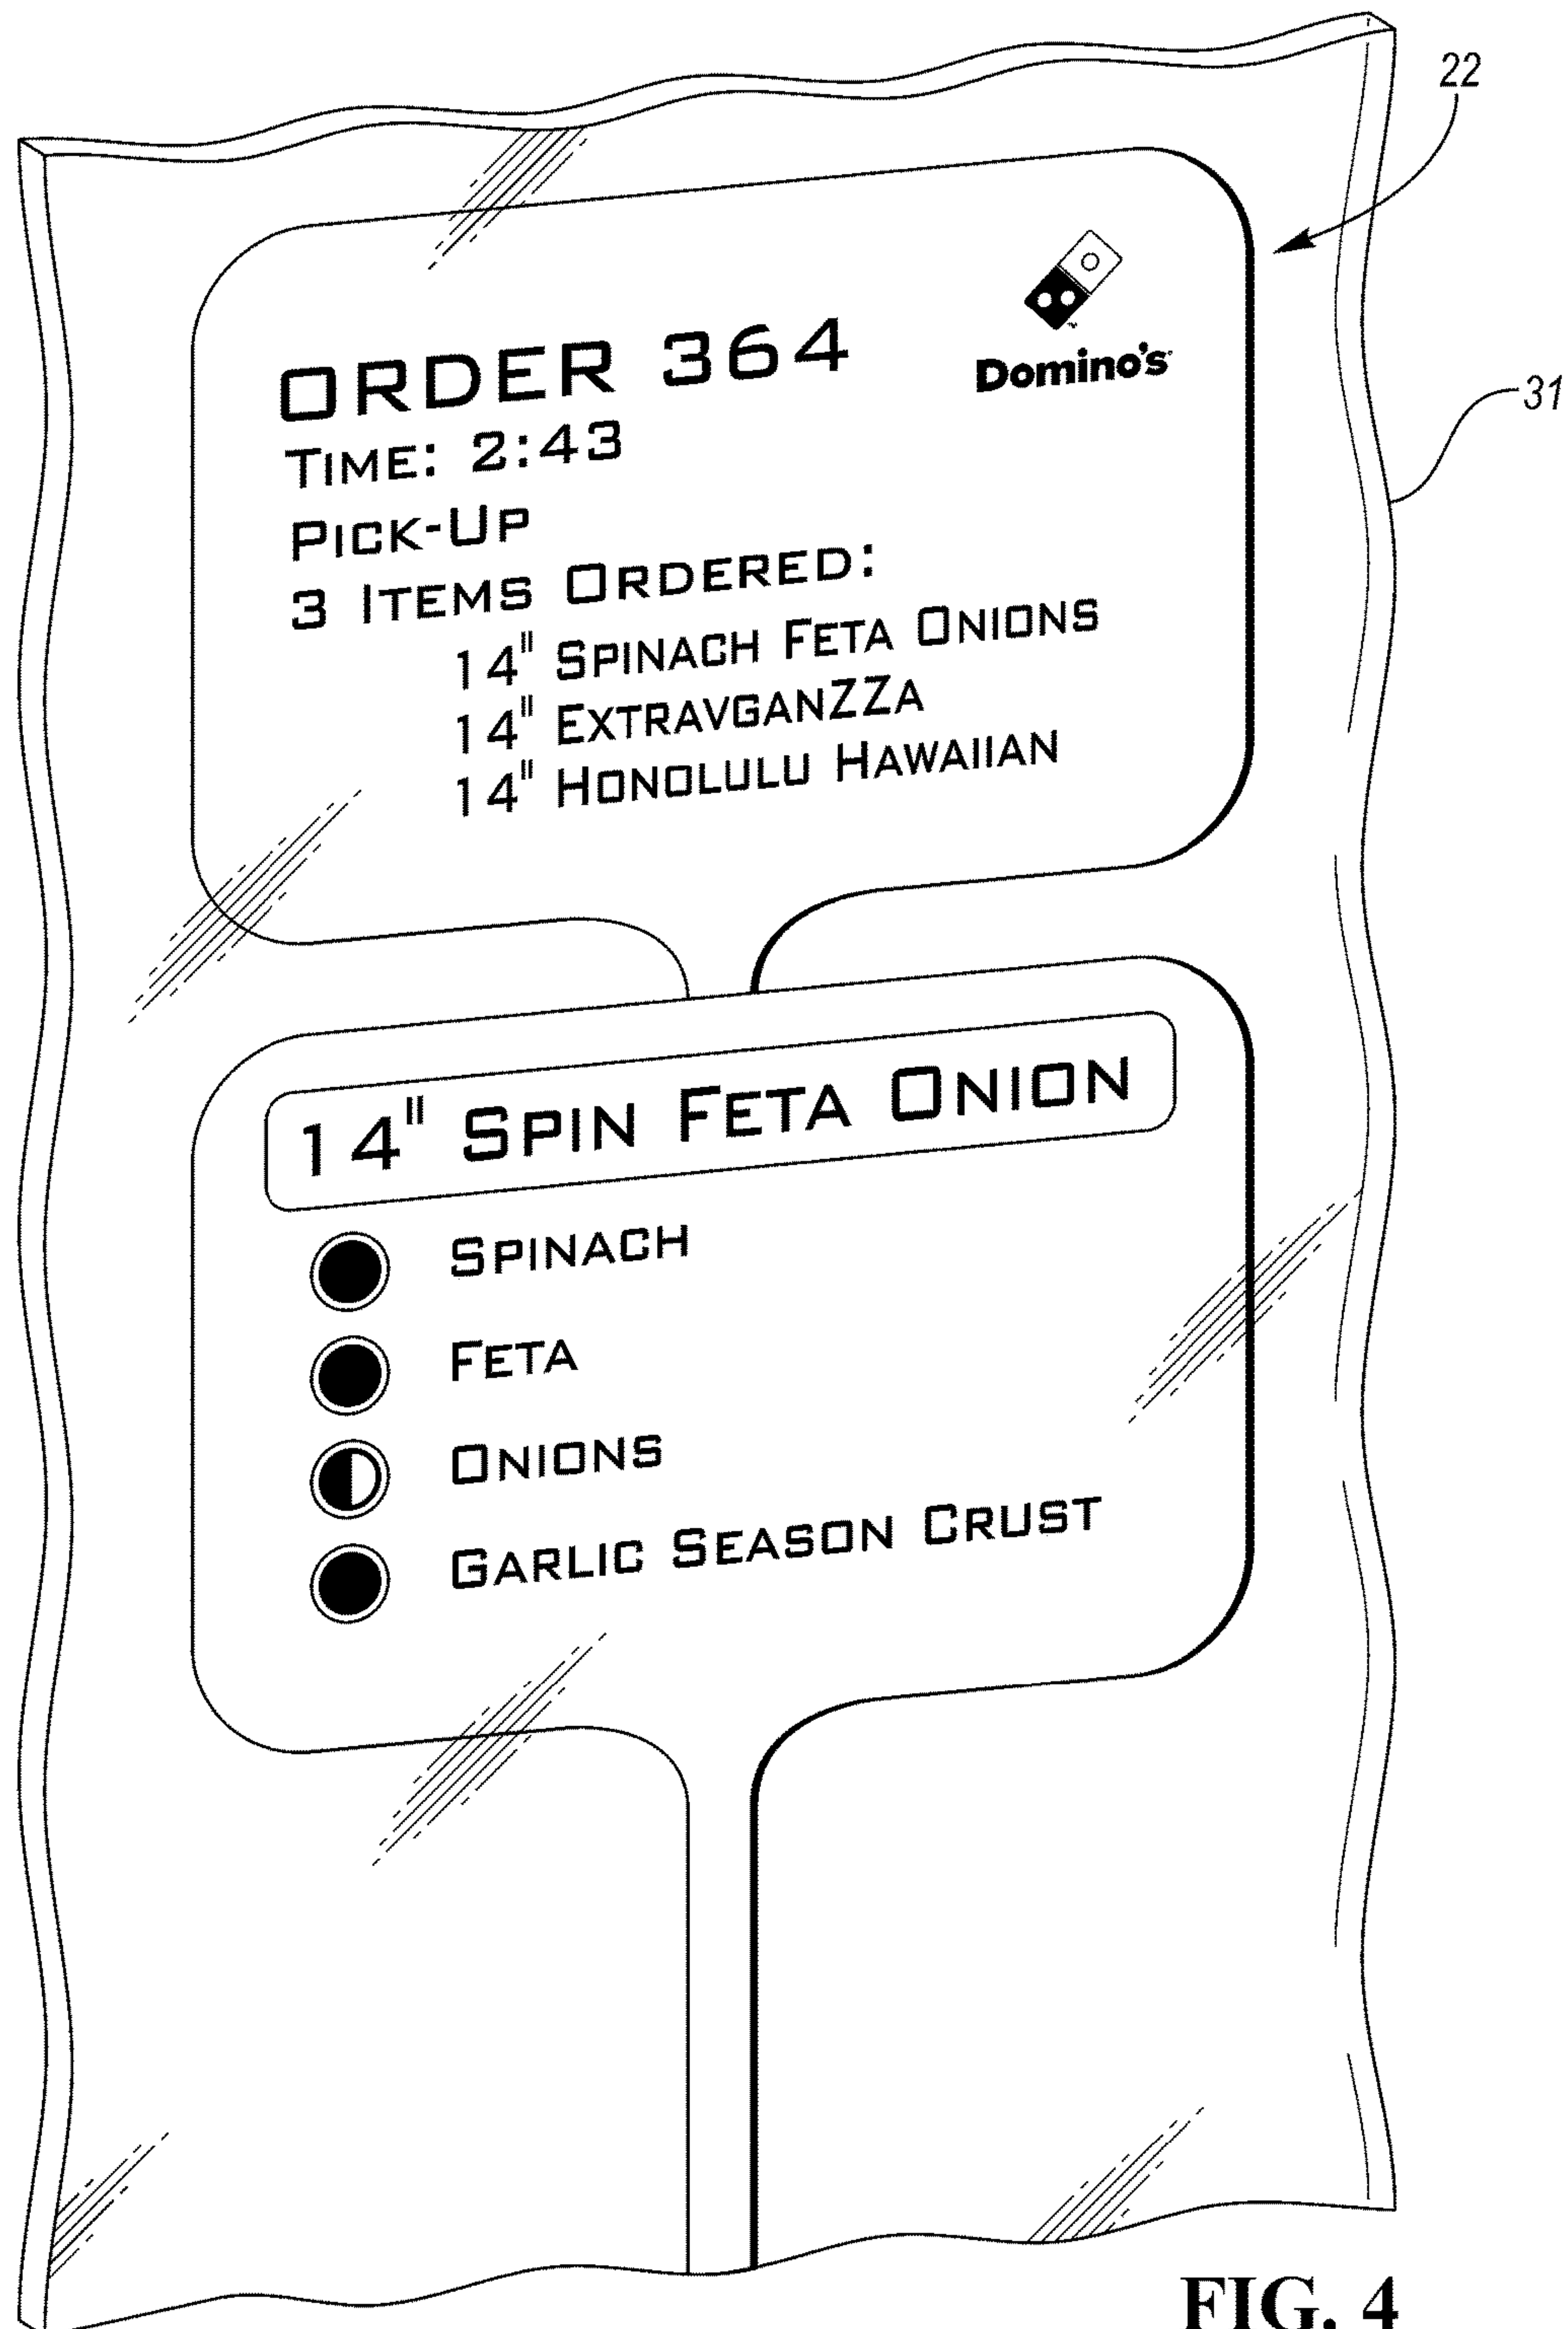 22
ORDER 364
Domino's
TIME: 2:43
31
PICK-UP
3 ITEMS ORDERED:
14" SPINACH FETA ONIONS
14" EXTRAVGANZZA
14" HONOLULU HAWAIIAN
14" SPIN FETA ONION
SPINACH
FETA
ONIONS
GARLIC SEASON CRUST
FIG. 4